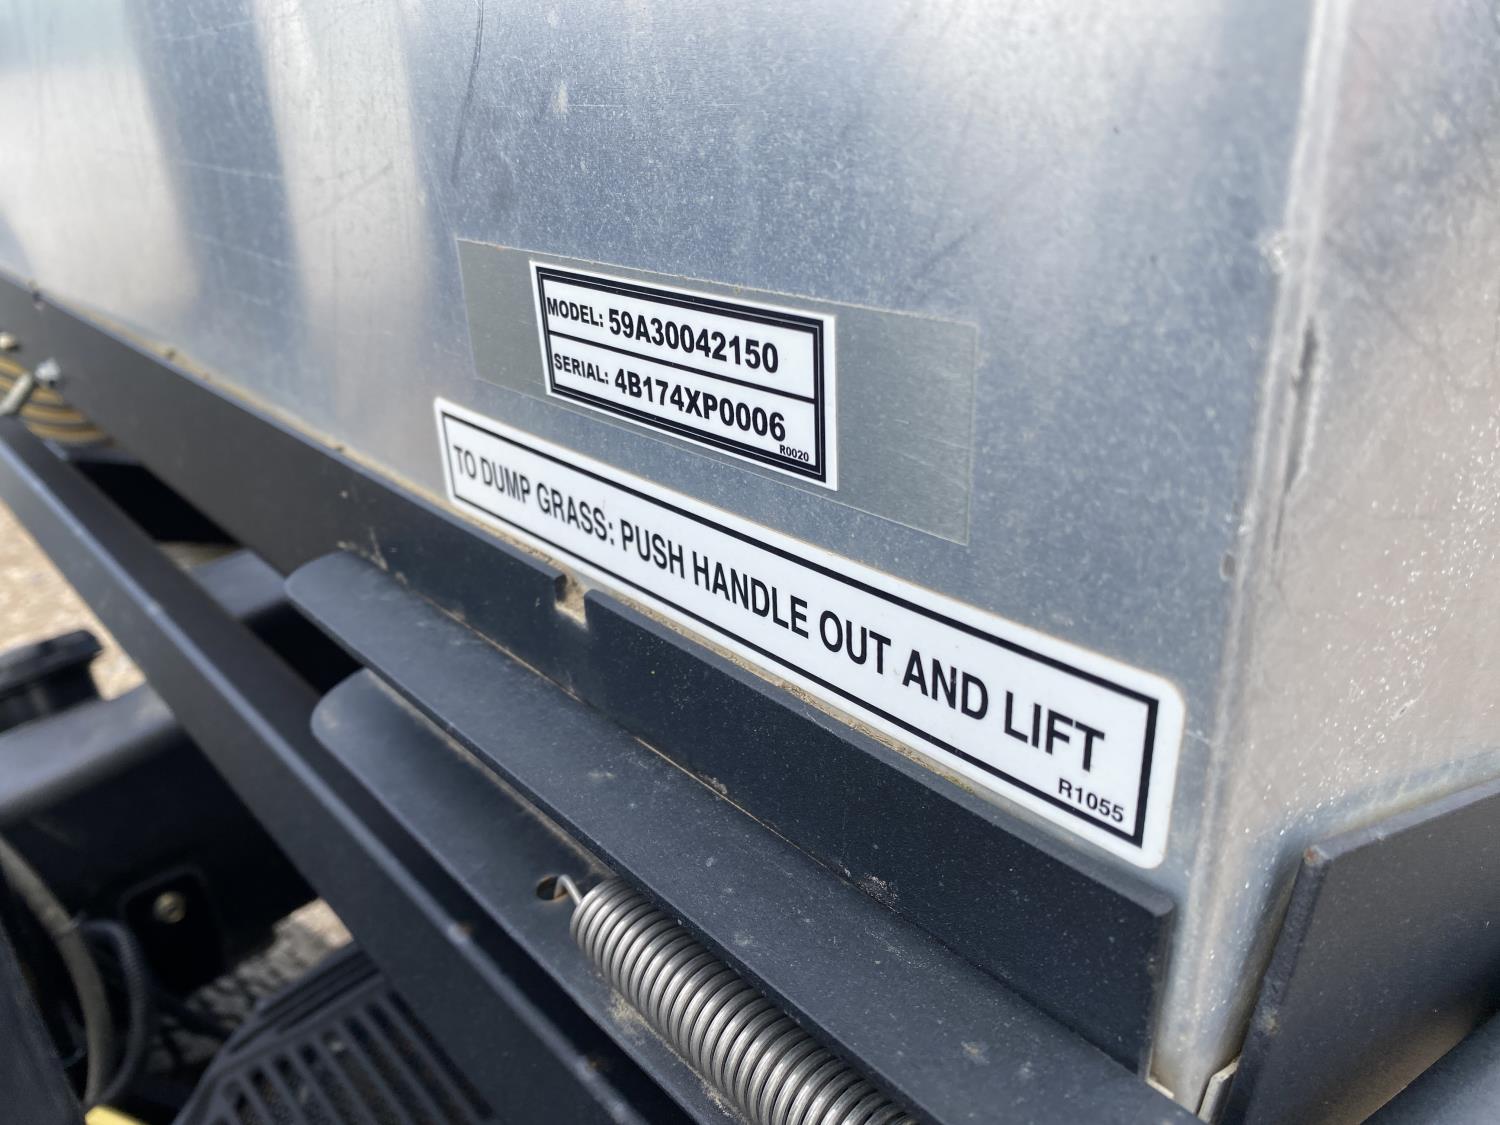 MODEL: 59A30042150
SERIAL: 4B174XP0006
R0020
TO DUMP GRASS: PUSH HANDLE OUT AND LIFT
R1055